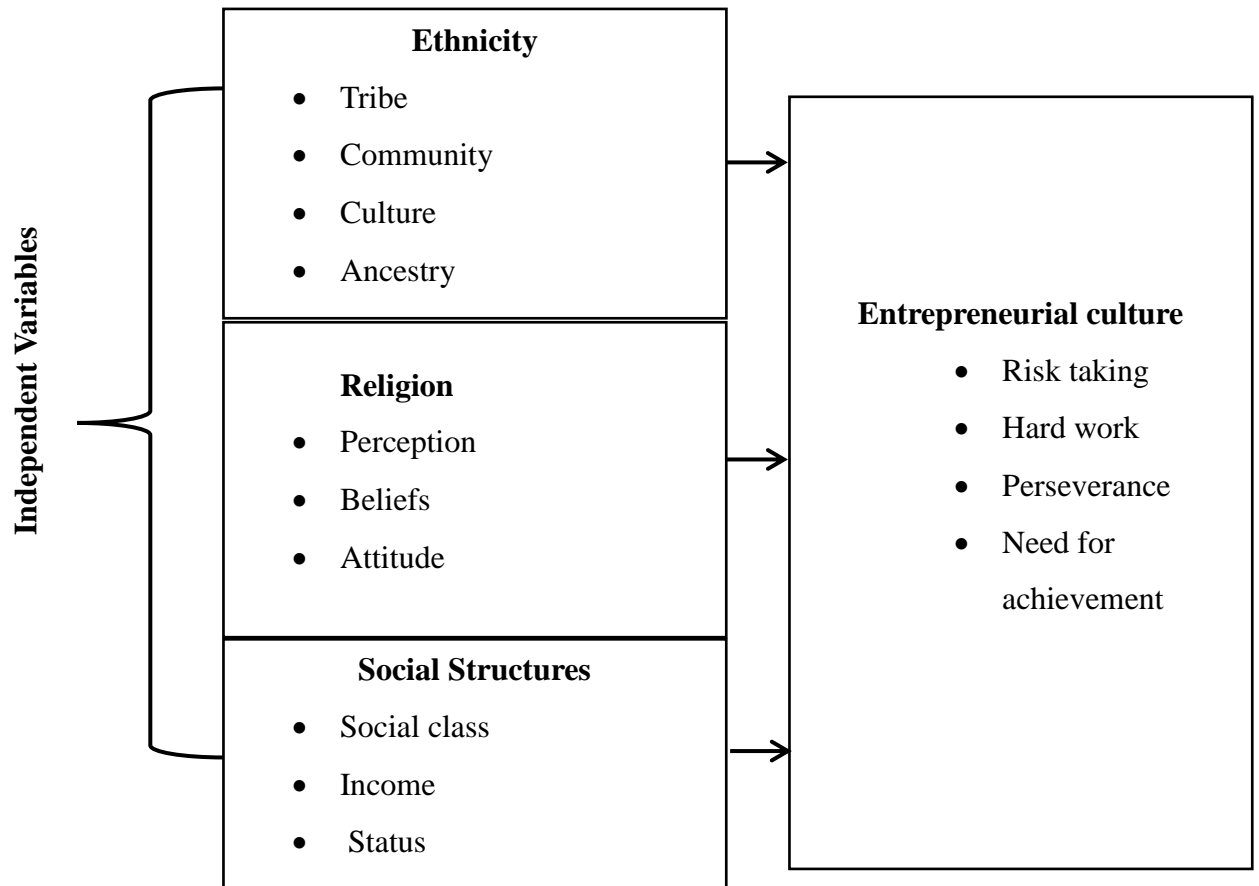 Independent Variables
Ethnicity
• Tribe
• Community
• Culture
• Ancestry
Religion
• Perception
• Beliefs
• Attitude
Social Structures
• Social class
• Income
• Status
Entrepreneurial culture
• Risk taking
• Hard work
• Perseverance
• Need for
achievement